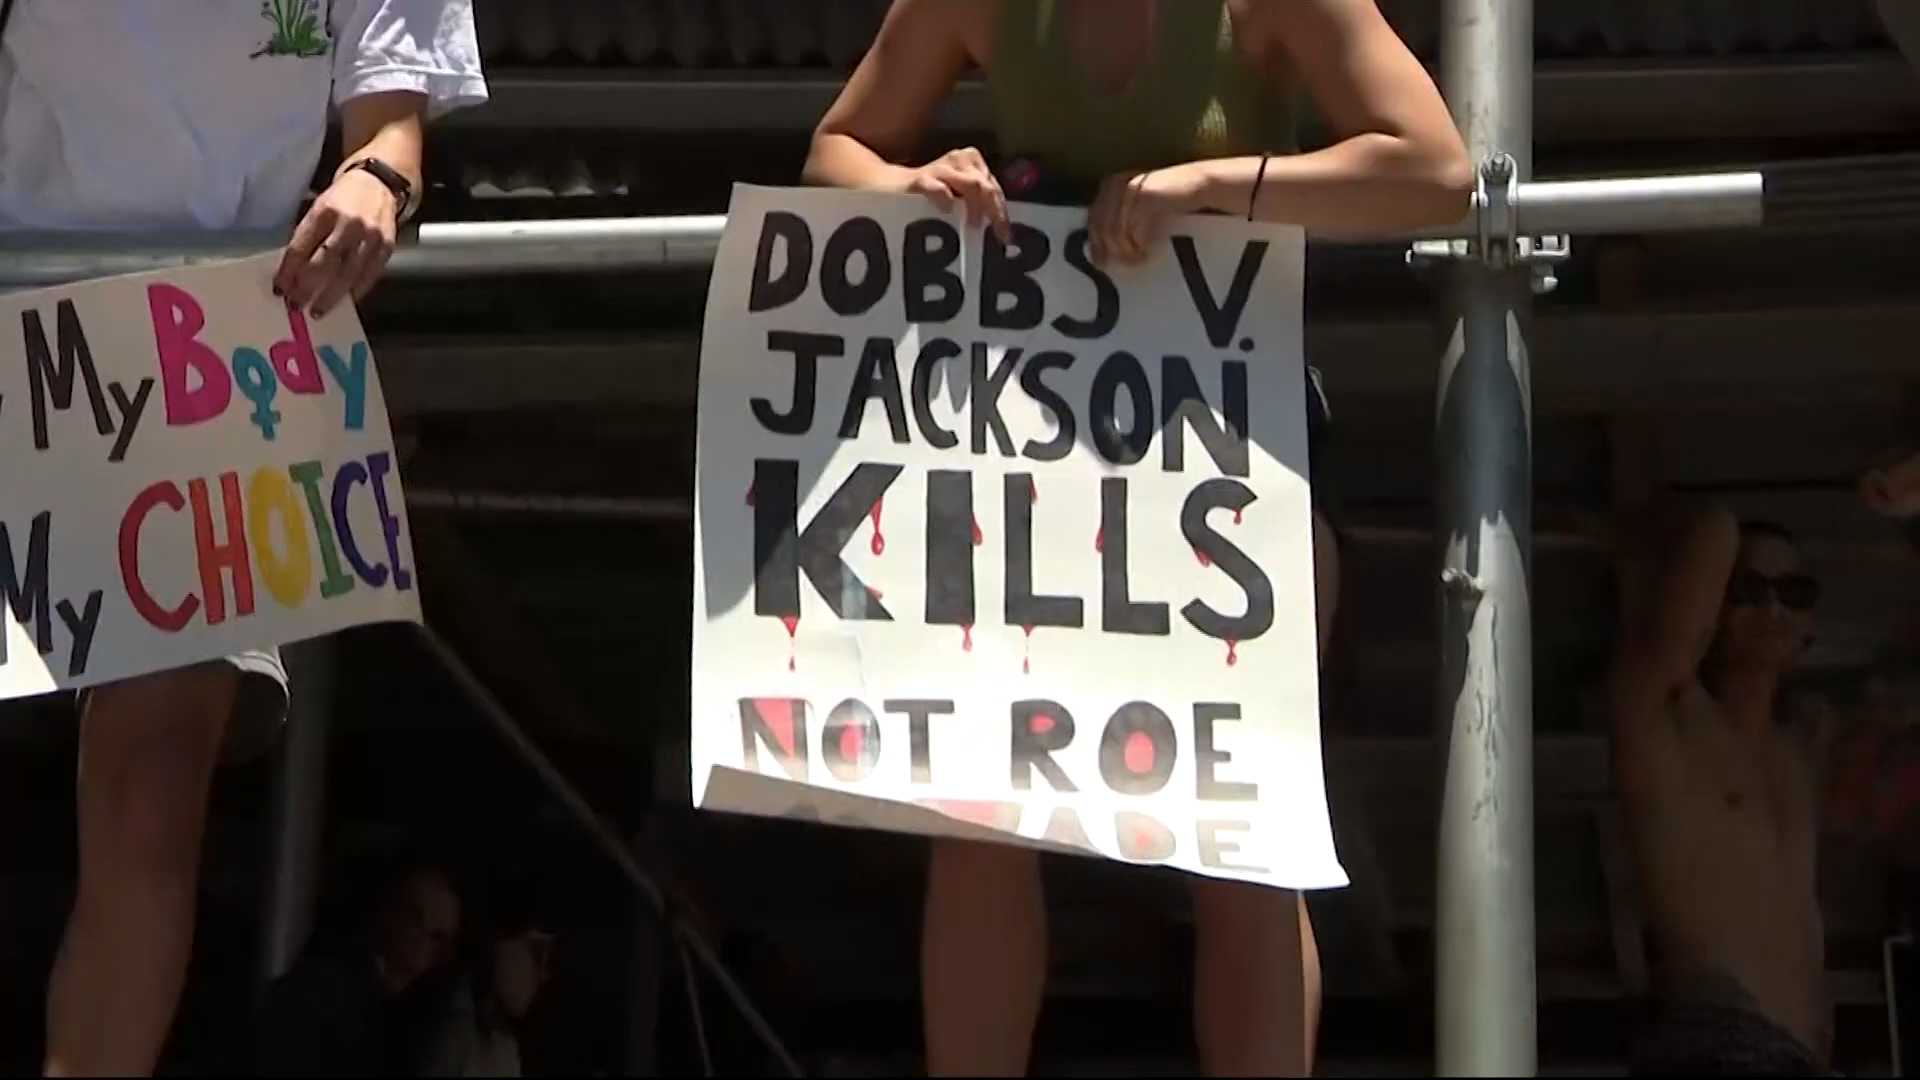 My Body
My CHOICE
DOBBS V.
JACKSON
KILLS
NOT ROE